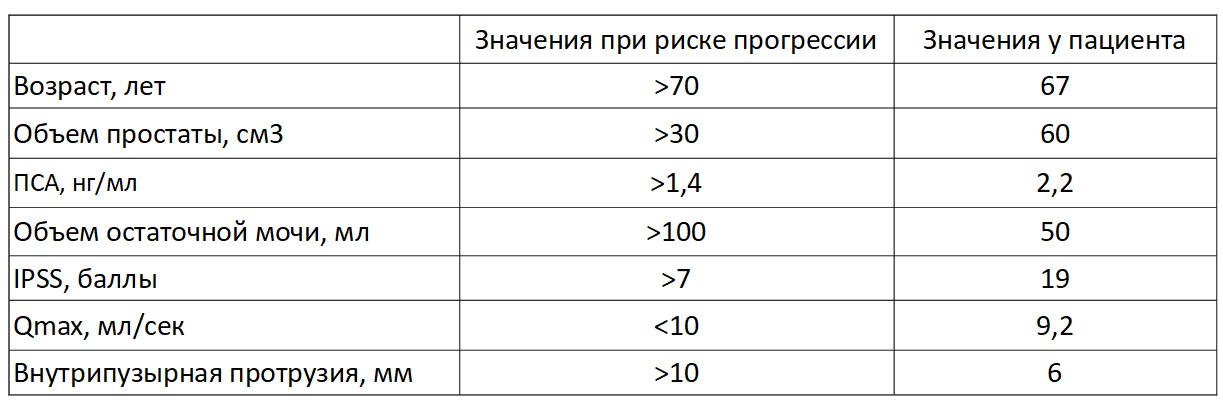 Значения при риске прогрессии Значения у пациента
Возраст, лет >70 67
Объем простаты, см3 >30 60
ПСА, нг/мл >1,4 2,2
Объем остаточной мочи, мл >100 50
IPSS, баллы >7 19
Qmax, мл/сек <10 9,2
Внутрипузырная протрузия, мм >10 6